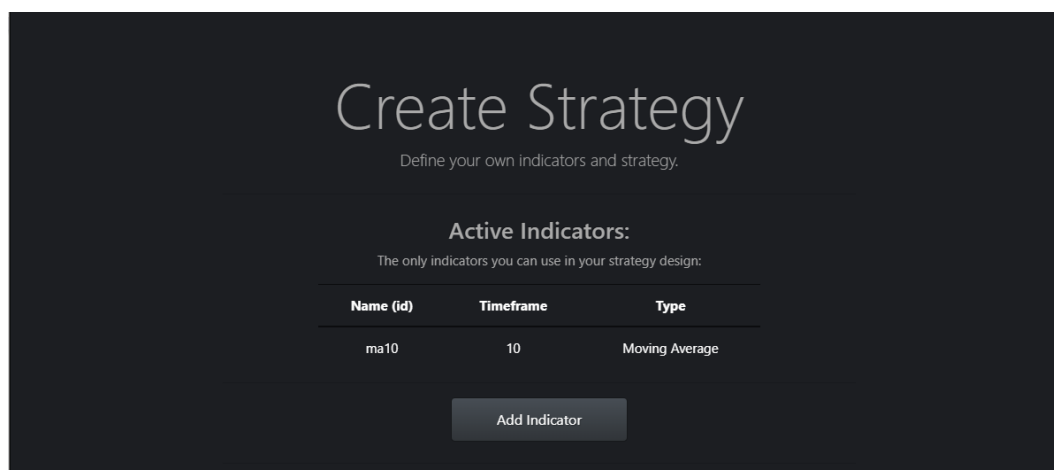 Create Strategy
Define your own indicators and strategy.
Active Indicators:
The only indicators you can use in your strategy design:
Name (id) Timeframe Type
ma10 10 Moving Average
Add Indicator